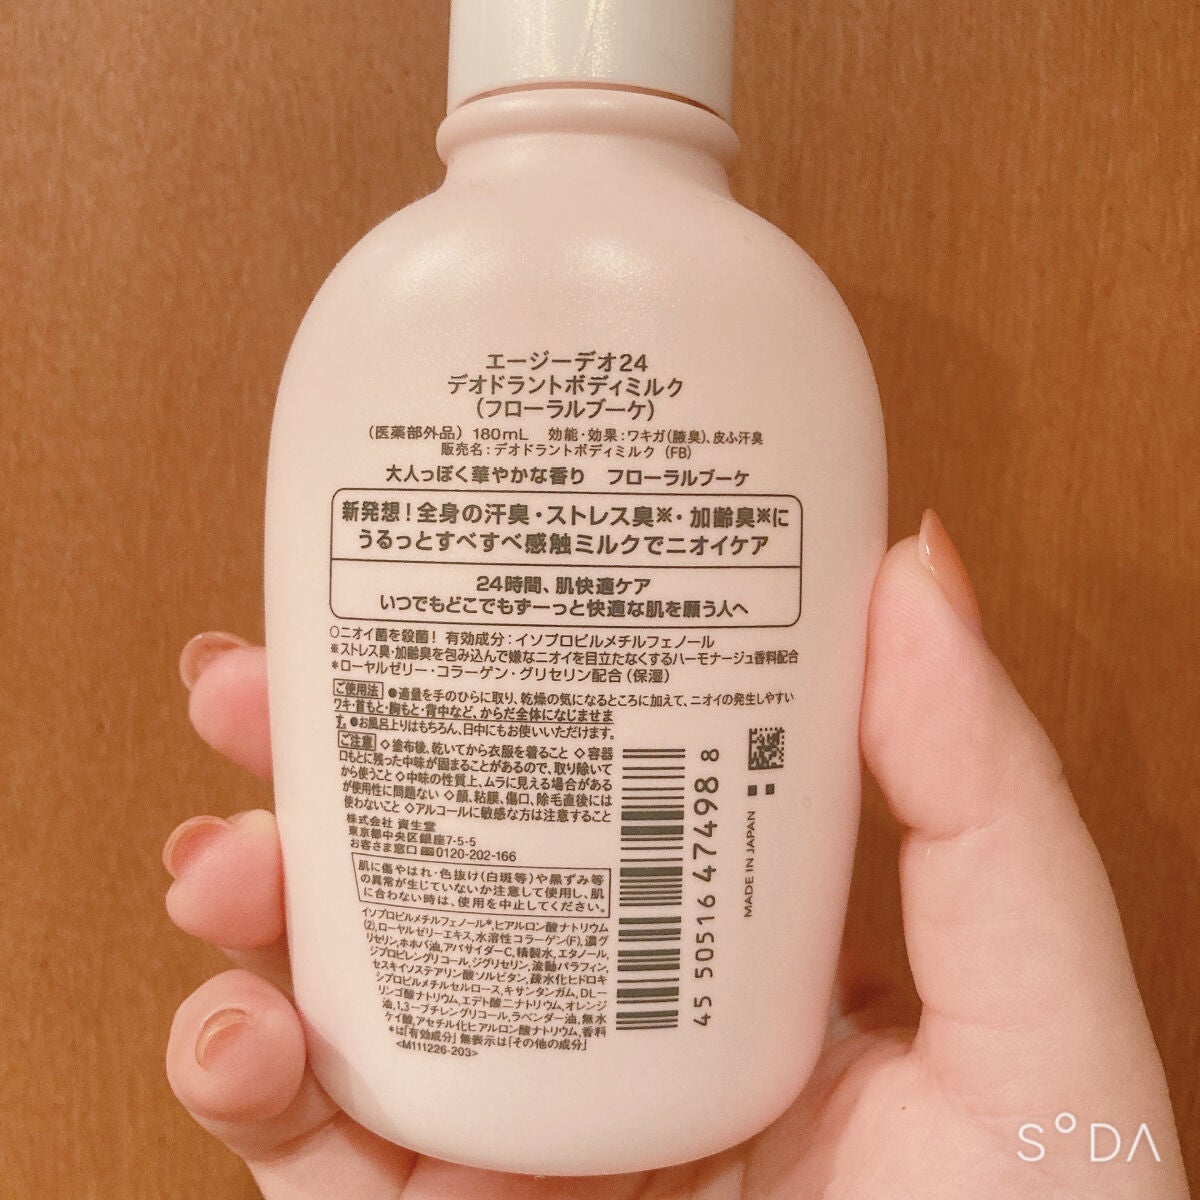 エージーデオ24
デオドラントボディミルク
(フローラルブーケ)
(医薬部外品) 180mL 効能・効果:ワキガ(腋臭)、皮ふ汗臭
販売名:デオドラントボディミルク (FB)
大人っぽく華やかな香り フローラルブーケ
新発想!全身の汗臭・ストレス臭※・加齢臭※に
うるっとすべすべ感触ミルクでニオイケア
24時間、肌快適ケア
いつでもどこでもずーっと快適な肌を願う人へ
○ニオイ菌を殺菌! 有効成分:イソプロピルメチルフェノール
※ストレス臭・加齢臭を包み込んで嫌なニオイを目立たなくするハーモナージュ香料配合
*ローヤルゼリー・コラーゲン・グリセリン配合(保湿)
ご使用法 ●適量を手のひらに取り、乾燥の気になるところに加えて、ニオイの発生しやすい
ワキ・首もと・胸もと・背中など、からだ全体になじませま
す。●お風呂上りはもちろん、日中にもお使いいただけます。
ご注意 ◇塗布後、乾いてから衣服を着ること ◇容器
口もとに残った中味が固まることがあるので、取り除いて
から使うこと ◇中味の性質上、ムラに見える場合がある
が使用性に問題ない ◇顔、粘膜、傷口、除毛直後には
使わないこと ◇アルコールに敏感な方は注意すること
株式会社 資生堂
東京都中央区銀座7-5-5
お客さま窓口 0120-202-166
肌に傷やはれ・色抜け(白斑等)や黒ずみ等
の異常が生じていないか注意して使用し、肌
に合わない時は、使用を中止してください。
イソプロピルメチルフェノール*,ヒアルロン酸ナトリウム
(2),ローヤルゼリーエキス,水溶性コラーゲン(F),濃グ
リセリン,ホホバ油,アバサイダーC,精製水,エタノール,
ジプロピレングリコール,ジグリセリン,流動パラフィン,
セスキイソステアリン酸ソルビタン,疎水化ヒドロキ
シプロピルメチルセルロース,キサンタンガム,DL-
リンゴ酸ナトリウム,エデト酸二ナトリウム,オレンジ
油,1,3-ブチレングリコール,ラベンダー油,無水
ケイ酸,アセチル化ヒアルロン酸ナトリウム,香料
*は「有効成分」無表示は「その他の成分」
<M111226-203>
4 550516 474988
MADE IN JAPAN
S°DA